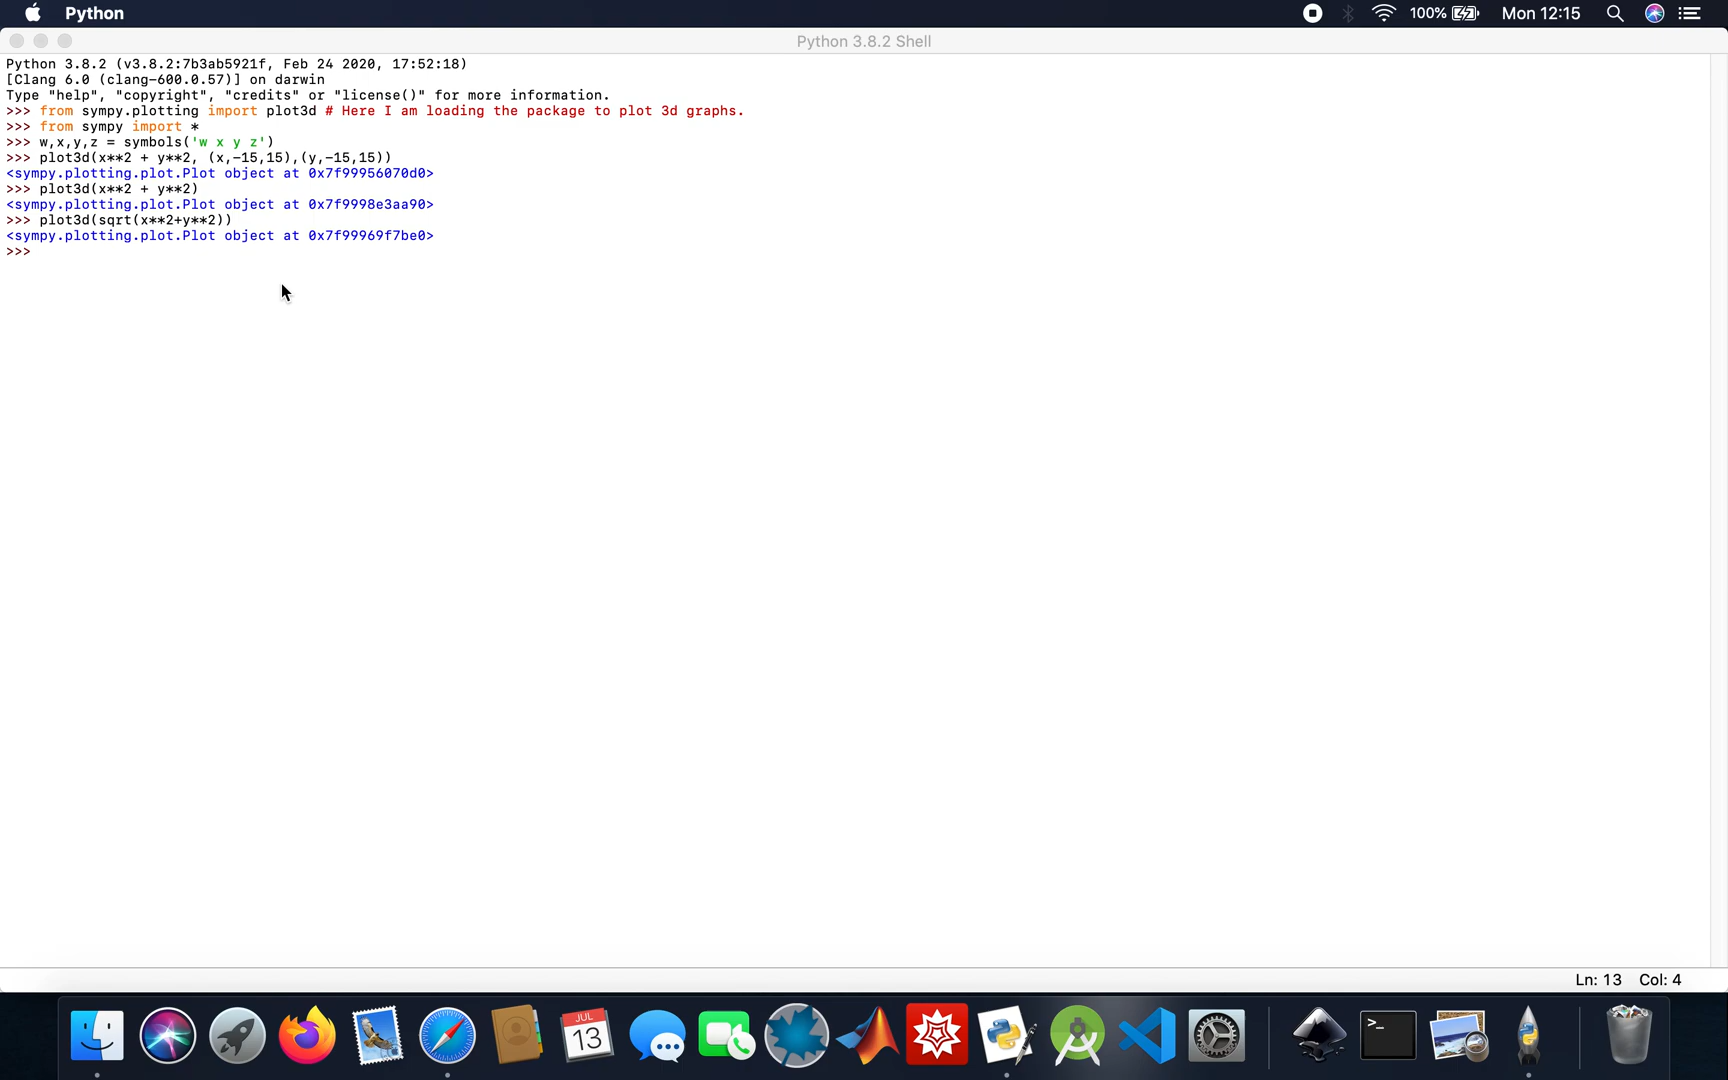 Python
100%
Mon 12:15
Python 3.8.2 Shell
Python 3.8.2 (v3.8.2:7b3ab5921f, Feb 24 2020, 17:52:18)
[Clang 6.0 (clang-600.0.57)] on darwin
Type "help", "copyright", "credits" or "license()" for more information.
>>> from sympy.plotting import plot3d # Here I am loading the package to plot 3d graphs.
>>> from sympy import *
>>> w,x,y,z = symbols('w x y z')
>>> plot3d(x**2 + y**2, (x,-15,15),(y,-15,15))
<sympy.plotting.plot.Plot object at 0x7f99956070d0>
>>> plot3d(x**2 + y**2)
<sympy.plotting.plot.Plot object at 0x7f9998e3aa90>
>>> plot3d(sqrt(x**2+y**2))
<sympy.plotting.plot.Plot object at 0x7f99969f7be0>
>>>
Ln: 13 Col: 4
JUL
13
>_